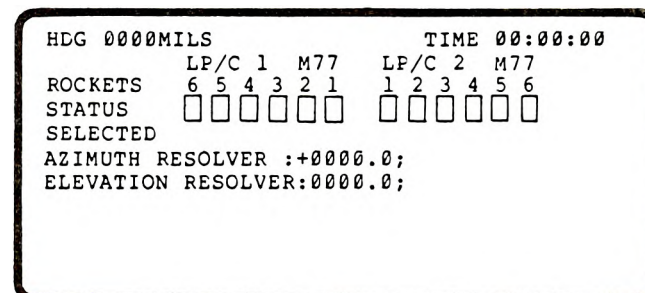 HDG 0000MILS TIME 00:00:00
LP/C 1 M77 LP/C 2 M77
ROCKETS 6 5 4 3 2 1 1 2 3 4 5 6
STATUS
SELECTED
AZIMUTH RESOLVER :+0000.0;
ELEVATION RESOLVER:0000.0;